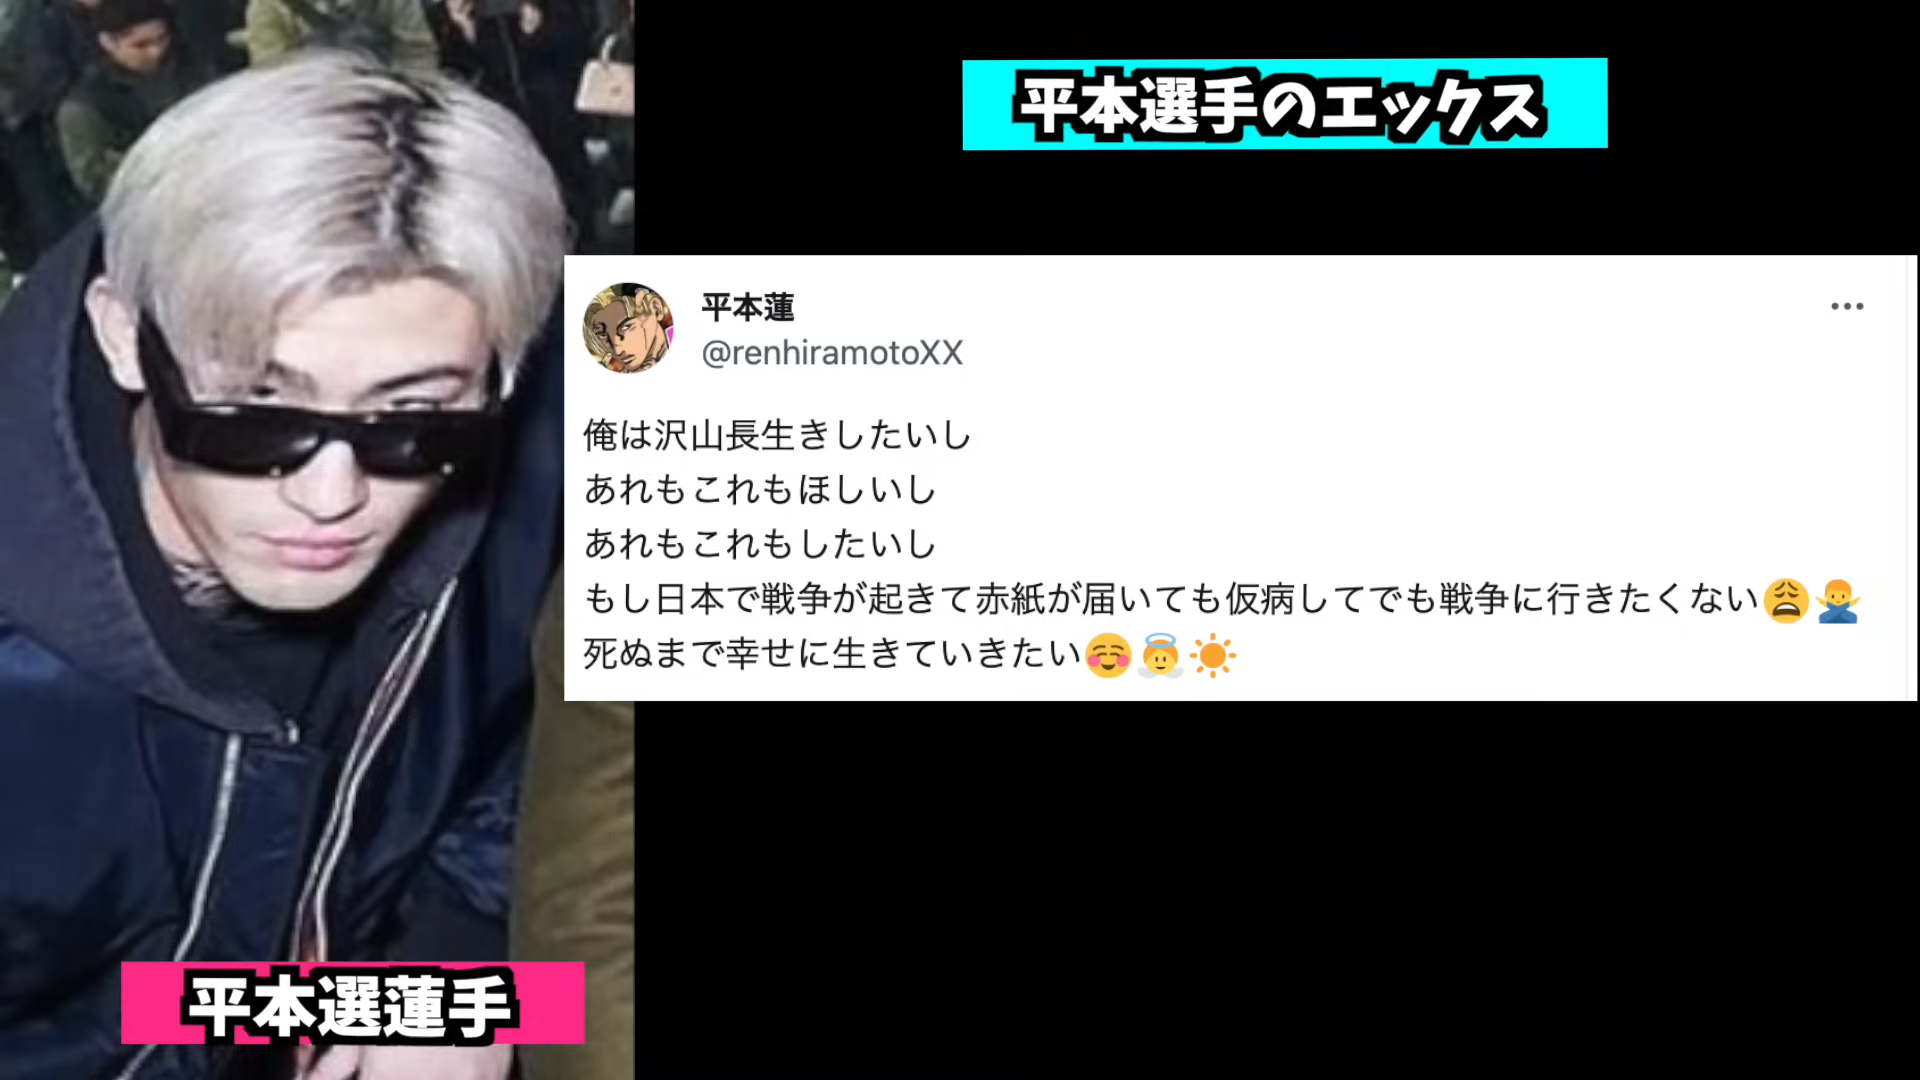 平本選手のエックス
平本蓮
@renhiramotoXX
俺は沢山長生きしたいし
あれもこれもほしいし
あれもこれもしたいし
もし日本で戦争が起きて赤紙が届いても仮病してでも戦争に行きたくない😩🙅‍♂️
死ぬまで幸せに生きていきたい☺️👼☀️
平本選蓮手